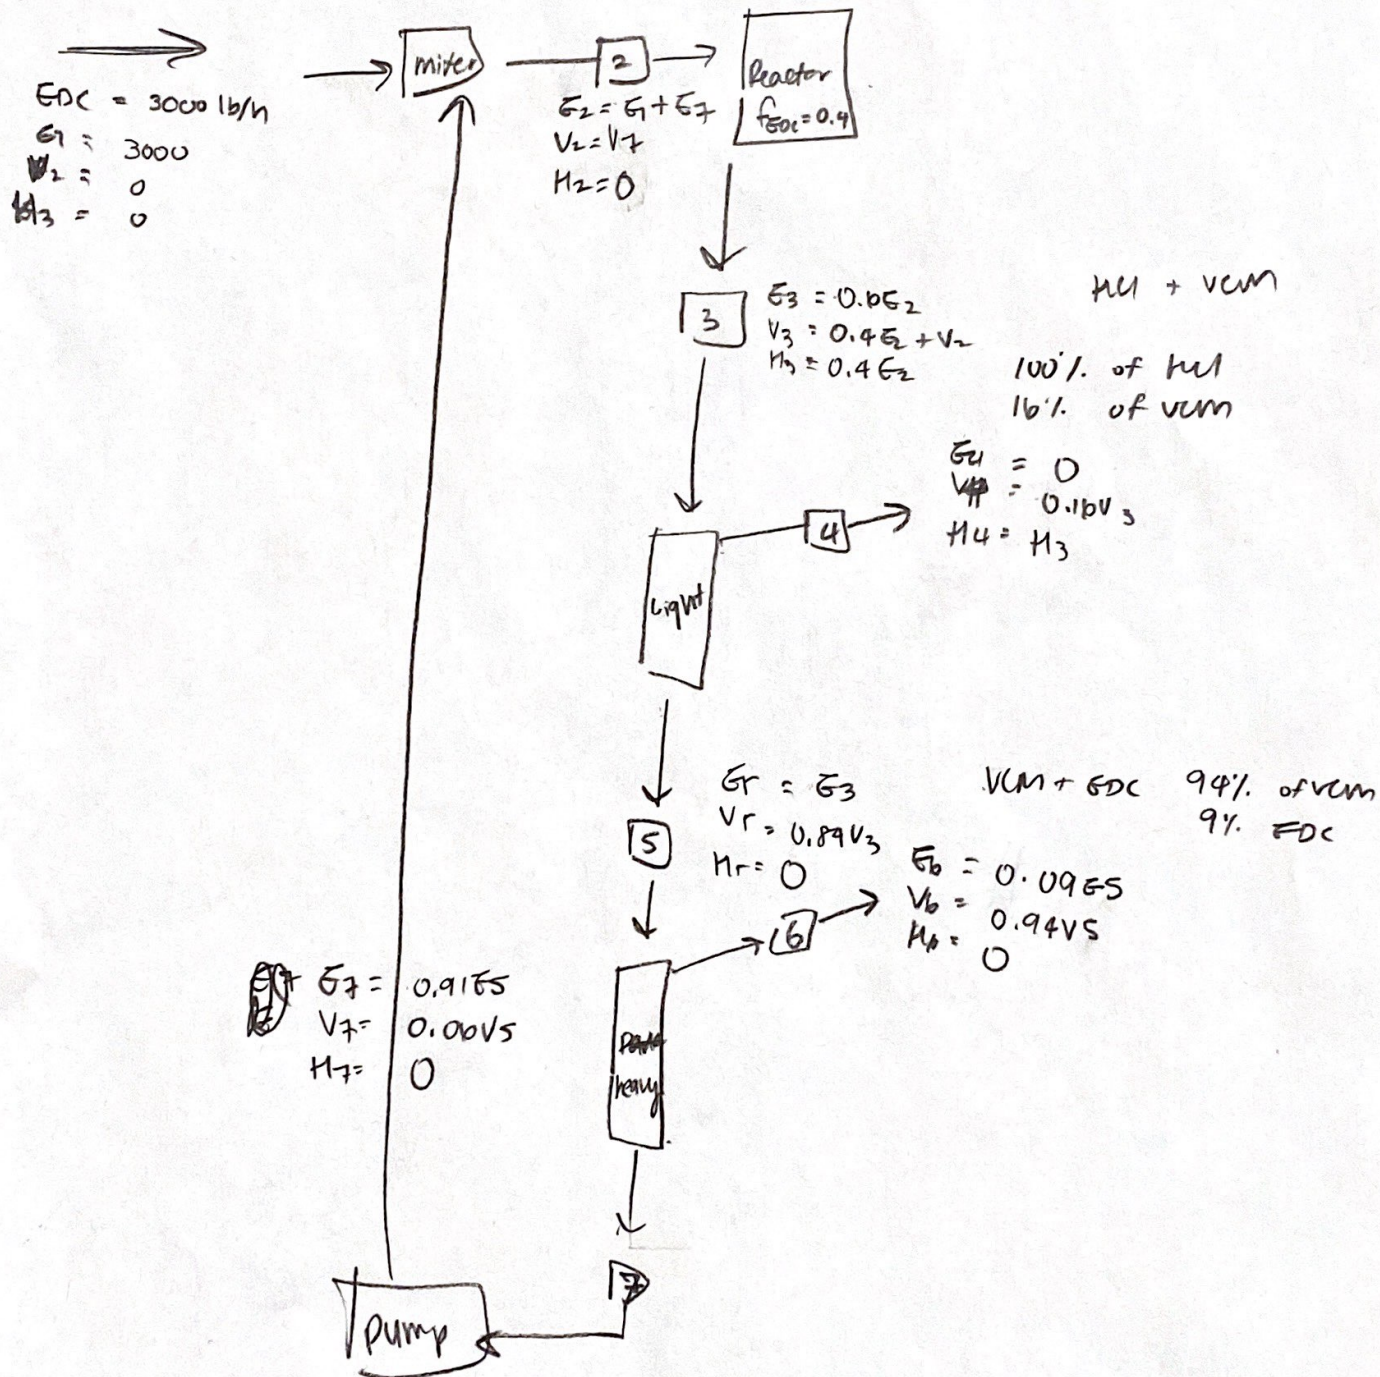 EDC = 3000 lb/h
E1 = 3000
V2 = 0
H3 = 0
mixer
2
E2 = E1 + E7
V2 = V7
H2 = 0
Reactor
fEDC = 0.4
3
E3 = 0.6E2
V3 = 0.4E2 + V2
H3 = 0.4E2
HCl + VCM
100% of HCl
16% of VCM
4
E4 = 0
V4 = 0.16V3
H4 = H3
Light
5
E5 = E3
V5 = 0.84V3
H5 = 0
VCM + EDC 94% of VCM
9% EDC
6
E6 = 0.09E5
V6 = 0.94V5
H6 = 0
heavy
E7 = 0.91E5
V7 = 0.06V5
H7 = 0
7
pump